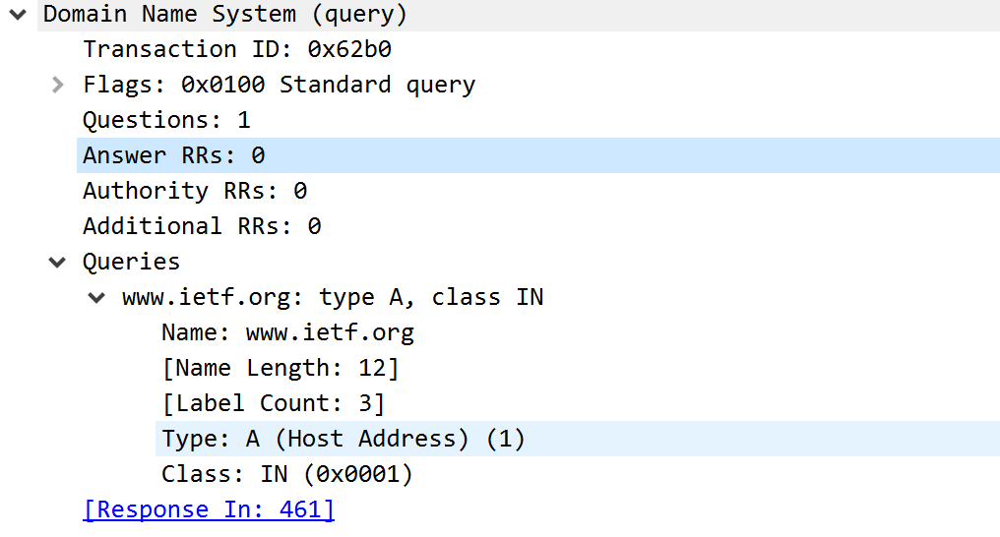 Domain Name System (query)
Transaction ID: 0x62b0
Flags: 0x0100 Standard query
Questions: 1
Answer RRs: 0
Authority RRs: 0
Additional RRs: 0
Queries
www.ietf.org: type A, class IN
Name: www.ietf.org
[Name Length: 12]
[Label Count: 3]
Type: A (Host Address) (1)
Class: IN (0x0001)
[Response In: 461]